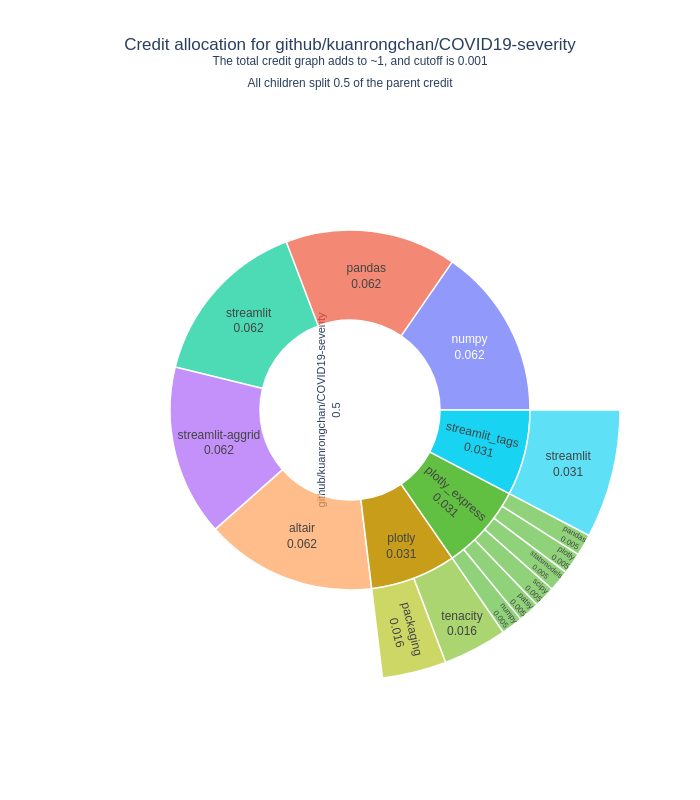 Credit allocation for github/kuanrongchan/COVID19-severity
The total credit graph adds to ~1, and cutoff is 0.001
All children split 0.5 of the parent credit
pandas
0.062
streamlit
0.062
numpy
0.062
github/kuanrongchan/COVID19-severity
0.5
streamlit-aggrid
0.062
streamlit_tags
0.031
streamlit
0.031
plotly_express
0.031
altair
0.062
plotly
0.031
pandas
0.005
plotly
0.005
statsmodels
0.005
scipy
0.005
patsy
0.005
numpy
0.005
tenacity
0.016
packaging
0.016